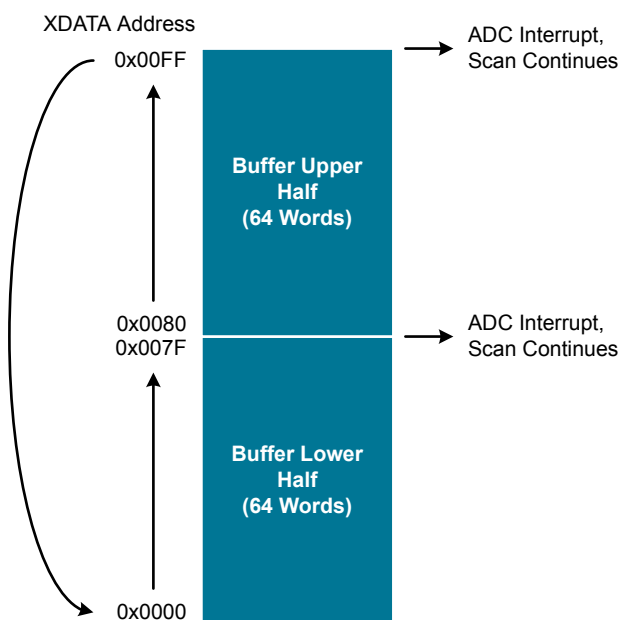 XDATA Address
0x00FF
ADC Interrupt,
Scan Continues
Buffer Upper
Half
(64 Words)
0x0080
0x007F
ADC Interrupt,
Scan Continues
Buffer Lower
Half
(64 Words)
0x0000